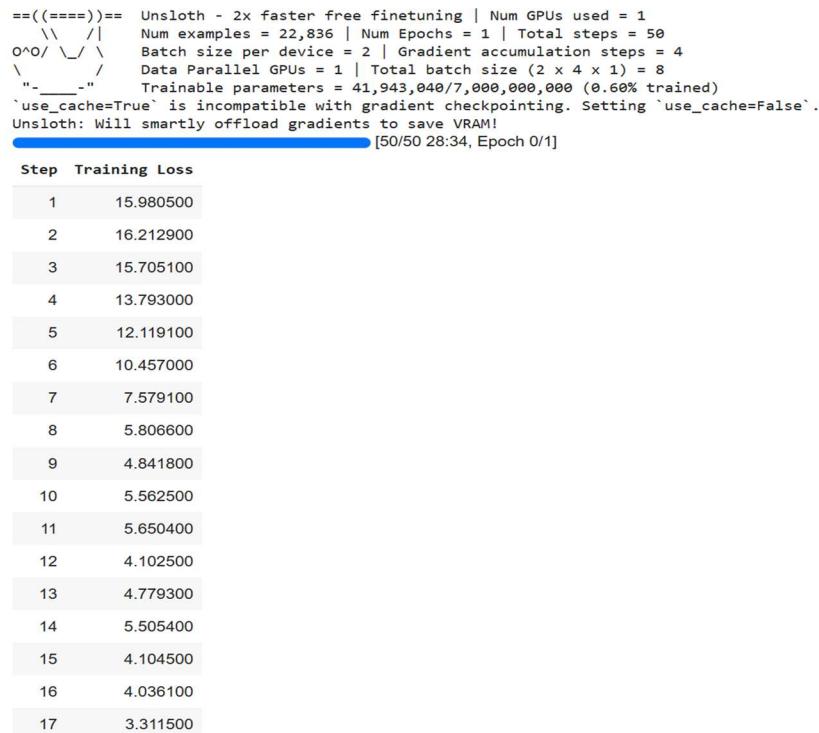 ==((====))==  Unsloth - 2x faster free finetuning | Num GPUs used = 1
   \\   /|    Num examples = 22,836 | Num Epochs = 1 | Total steps = 50
O^O/ \_/ \    Batch size per device = 2 | Gradient accumulation steps = 4
\        /    Data Parallel GPUs = 1 | Total batch size (2 x 4 x 1) = 8
 "-____-"     Trainable parameters = 41,943,040/7,000,000,000 (0.60% trained)
`use_cache=True` is incompatible with gradient checkpointing. Setting `use_cache=False`.
Unsloth: Will smartly offload gradients to save VRAM!
[50/50 28:34, Epoch 0/1]
Step Training Loss
1 15.980500
2 16.212900
3 15.705100
4 13.793000
5 12.119100
6 10.457000
7 7.579100
8 5.806600
9 4.841800
10 5.562500
11 5.650400
12 4.102500
13 4.779300
14 5.505400
15 4.104500
16 4.036100
17 3.311500